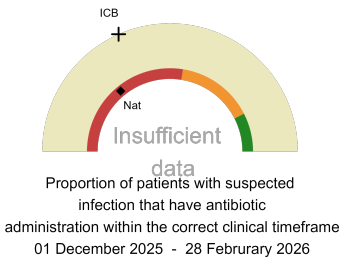 ICB
Nat
Insufficient
data
Proportion of patients with suspected
infection that have antibiotic
administration within the correct clinical timeframe
01 December 2025  -  28 Februrary 2026